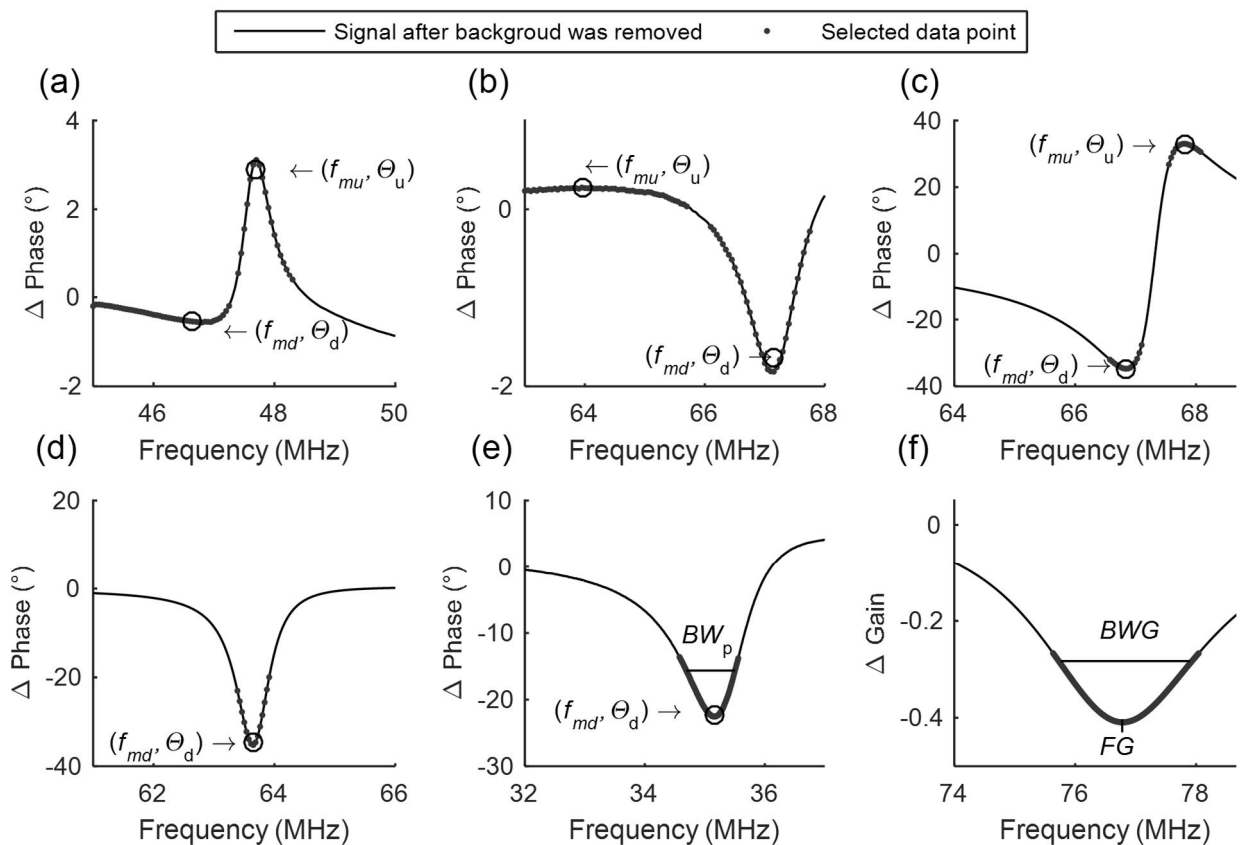 Signal after backgroud was removed
Selected data point
(a)
Δ Phase (°)
4
2
0
-2
← (f_mu, Θ_u)
← (f_md, Θ_d)
46
48
50
Frequency (MHz)
(b)
Δ Phase (°)
0
-2
← (f_mu, Θ_u)
(f_md, Θ_d) →
64
66
68
Frequency (MHz)
(c)
Δ Phase (°)
40
20
0
-20
-40
(f_mu, Θ_u) →
(f_md, Θ_d) →
64
66
68
Frequency (MHz)
(d)
Δ Phase (°)
20
0
-20
-40
(f_md, Θ_d) →
62
64
66
Frequency (MHz)
(e)
Δ Phase (°)
10
0
-10
-20
-30
BW_p
(f_md, Θ_d) →
32
34
36
Frequency (MHz)
(f)
Δ Gain
0
-0.2
-0.4
BWG
FG
74
76
78
Frequency (MHz)